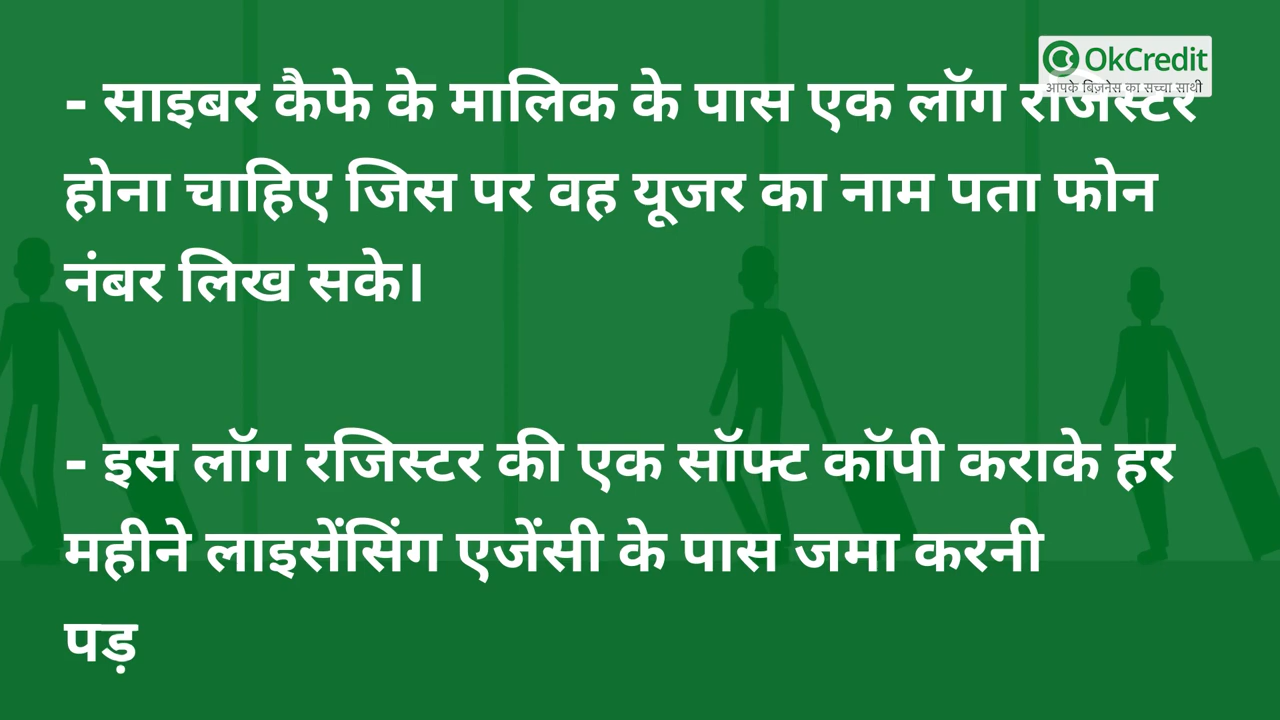 OkCredit
आपके बिज़नेस का सच्चा साथी
- साइबर कैफे के मालिक के पास एक लॉग रजिस्टर
होना चाहिए जिस पर वह यूजर का नाम पता फोन
नंबर लिख सके।
- इस लॉग रजिस्टर की एक सॉफ्ट कॉपी कराके हर
महीने लाइसेंसिंग एजेंसी के पास जमा करनी
पड़